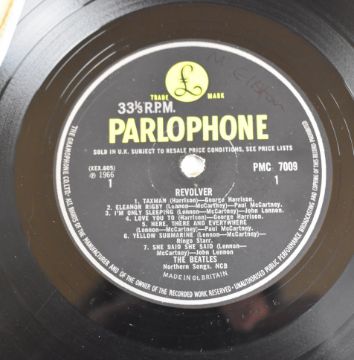 £
TRADE MARK
33⅓ R.P.M.
PARLOPHONE
SOLD IN U.K. SUBJECT TO RESALE PRICE CONDITIONS, SEE PRICE LISTS
(XEX.605)
℗ 1966
1
PMC 7009
1
REVOLVER
1. TAXMAN (Harrison)—George Harrison.
2. ELEANOR RIGBY (Lennon—McCartney)—Paul McCartney.
3. I'M ONLY SLEEPING (Lennon—McCartney)—John Lennon.
4. LOVE YOU TO (Harrison)—George Harrison.
5. HERE, THERE AND EVERYWHERE
(Lennon—McCartney)—Paul McCartney.
6. YELLOW SUBMARINE (Lennon—McCartney)—
Ringo Starr.
7. SHE SAID SHE SAID (Lennon—
McCartney)—John Lennon
THE BEATLES
Northern Songs, NCB
MADE IN GT. BRITAIN
THE GRAMOPHONE CO. LTD. ALL RIGHTS OF THE MANUFACTURER AND OF THE OWNER OF THE RECORDED WORK RESERVED. UNAUTHORISED PUBLIC PERFORMANCE, BROADCASTING AND COPYING OF THIS RECORD PROHIBITED